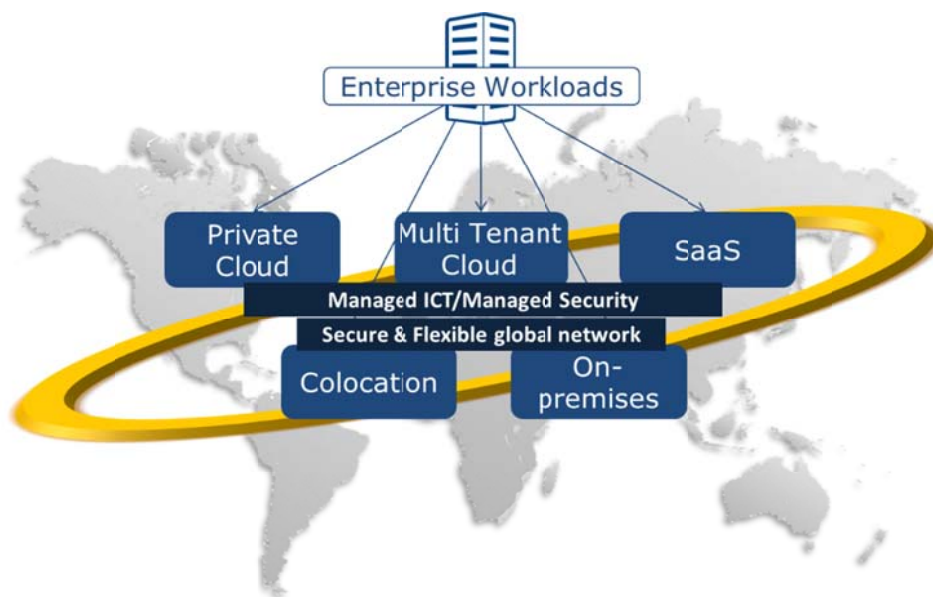 Enterprise Workloads
Private
Cloud
Multi Tenant
Cloud
SaaS
Managed ICT/Managed Security
Secure & Flexible global network
Colocation
On-
premises